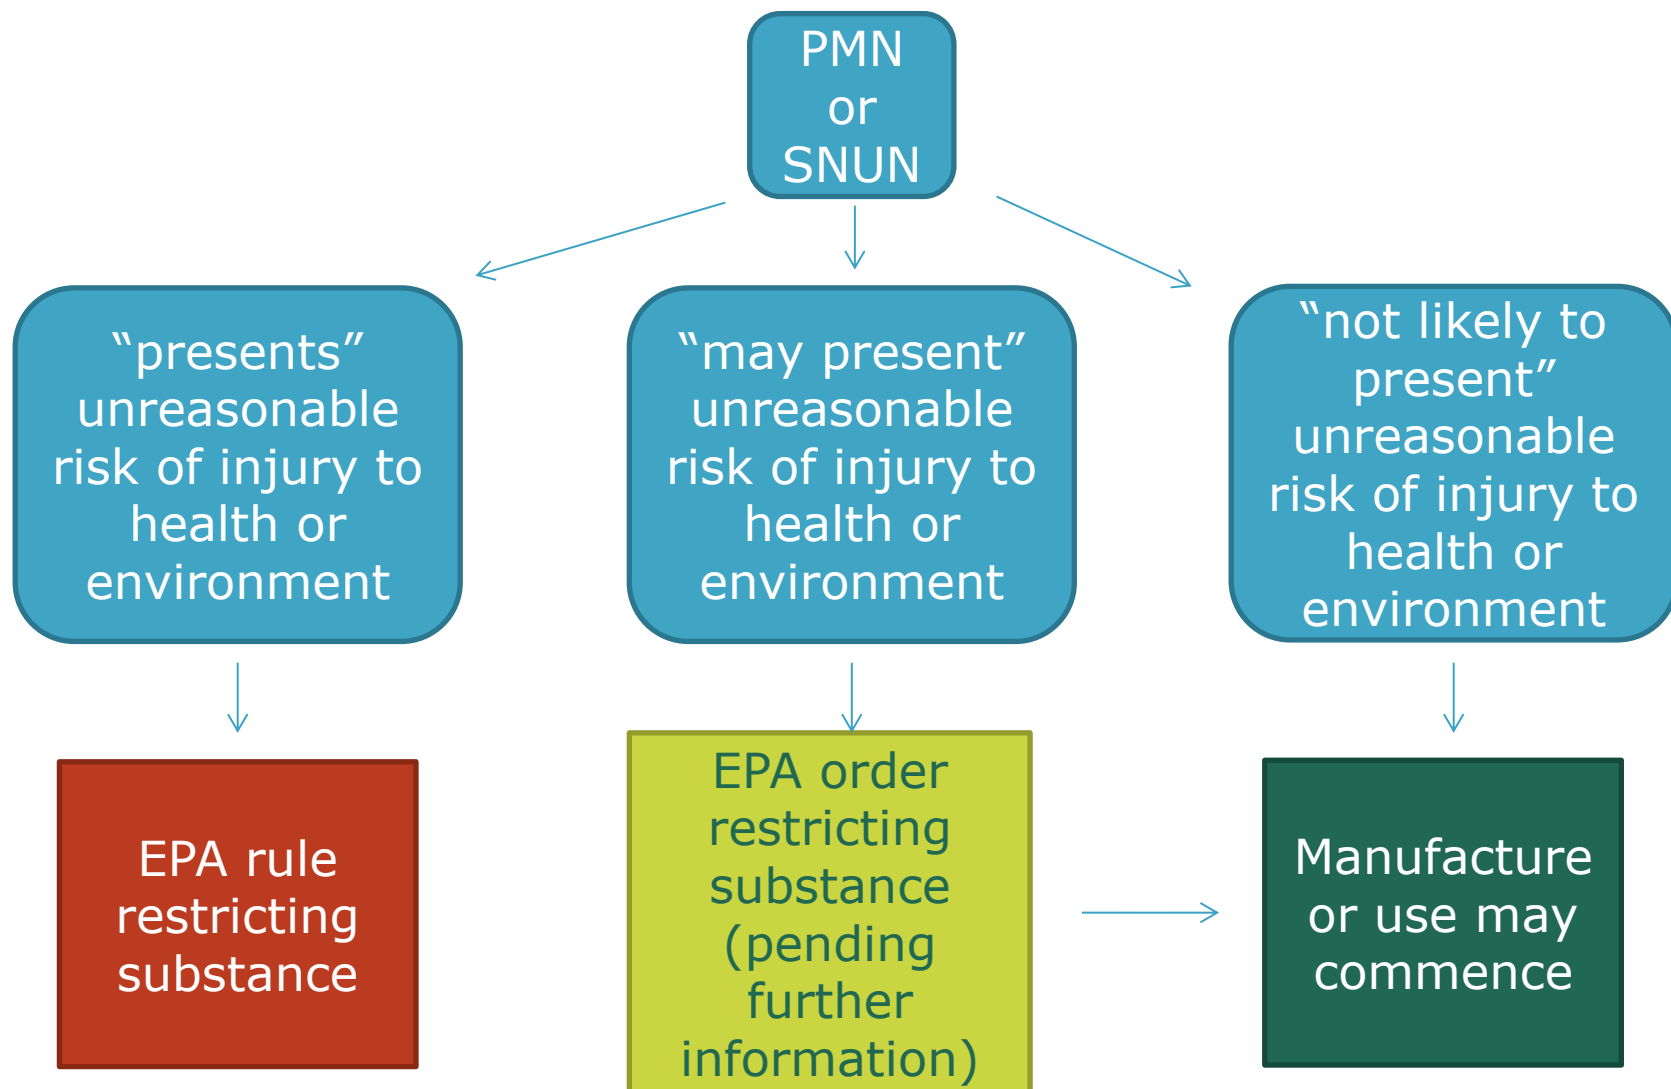 PMN
or
SNUN
“presents”
unreasonable
risk of injury to
health or
environment
“may present”
unreasonable
risk of injury to
health or
environment
“not likely to
present”
unreasonable
risk of injury to
health or
environment
EPA rule
restricting
substance
EPA order
restricting
substance
(pending
further
information)
Manufacture
or use may
commence